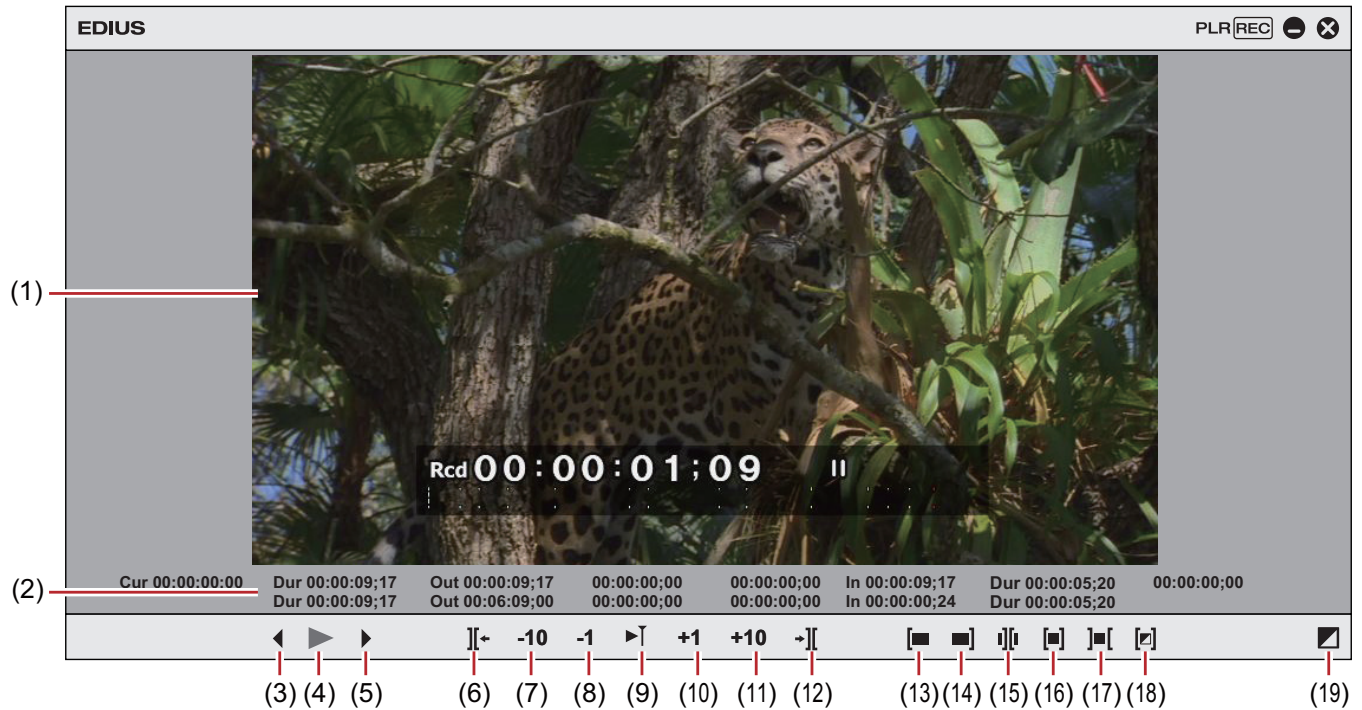 EDIUS PLR REC
(1)
Rcd 00:00:01;09
(2)
Cur 00:00:00:00 Dur 00:00:09;17 Out 00:00:09;17 00:00:00;00 00:00:00;00 In 00:00:09;17 Dur 00:00:05;20 00:00:00;00
Dur 00:00:09;17 Out 00:06:09;00 00:00:00;00 00:00:00;00 In 00:00:00;24 Dur 00:00:05;20
-10 -1 +1 +10
(3) (4) (5) (6) (7) (8) (9) (10) (11) (12) (13) (14) (15) (16) (17) (18) (19)